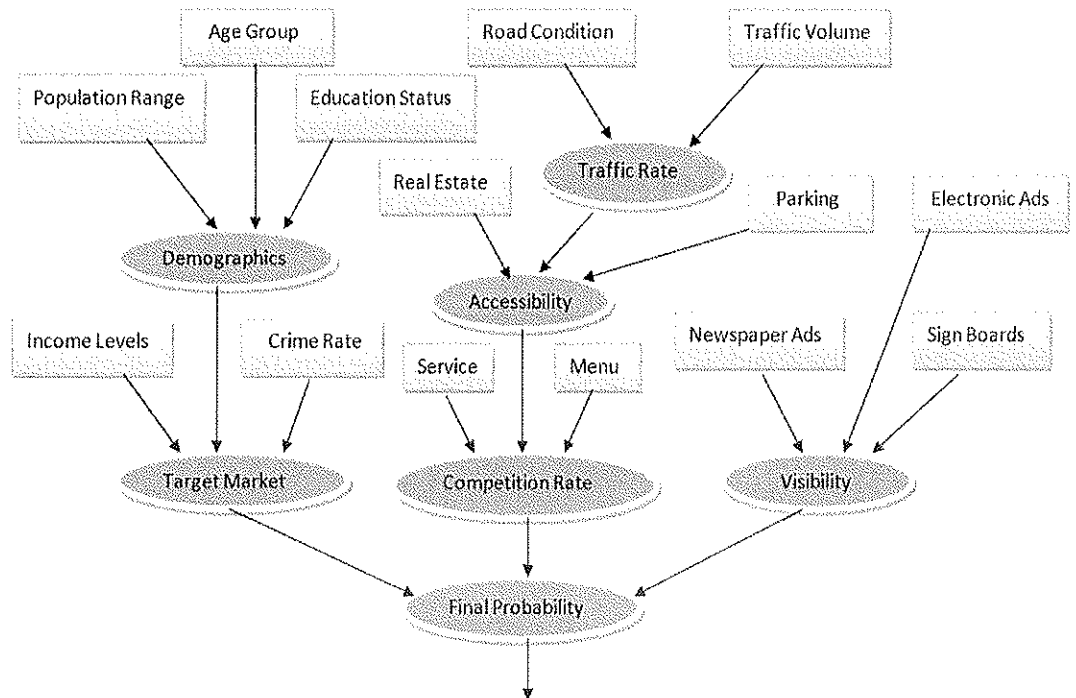 Age Group
Road Condition
Traffic Volume
Population Range
Education Status
Real Estate
Traffic Rate
Parking
Electronic Ads
Demographics
Accessibility
Income Levels
Crime Rate
Service
Menu
Newspaper Ads
Sign Boards
Target Market
Competition Rate
Visibility
Final Probability